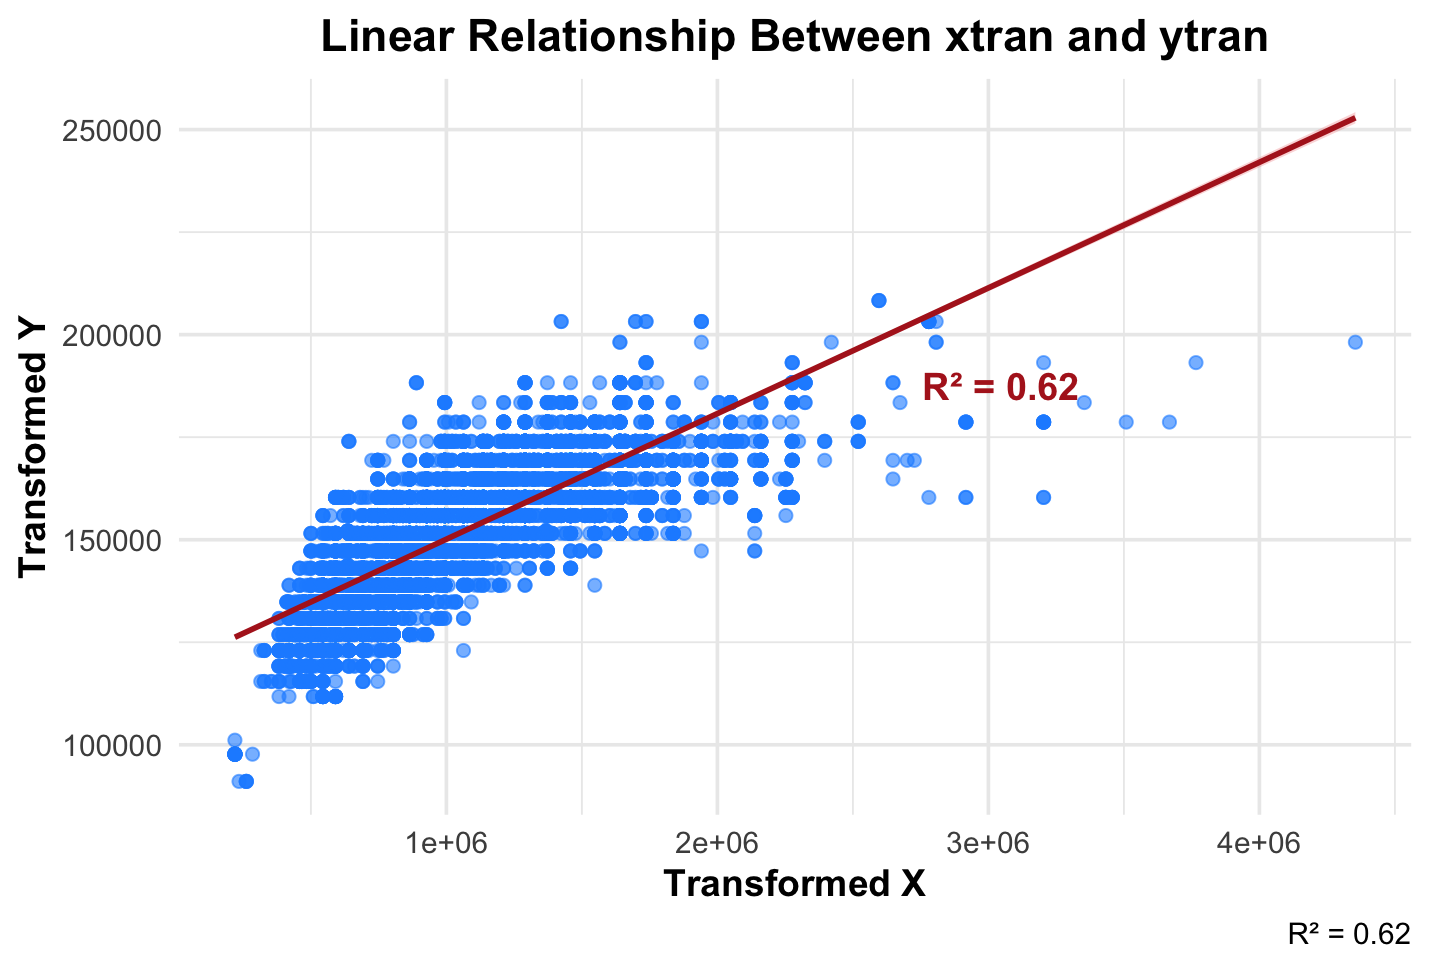 Linear Relationship Between xtran and ytran
250000
200000
150000
100000
Transformed Y
R² = 0.62
1e+06 2e+06 3e+06 4e+06
Transformed X
R² = 0.62